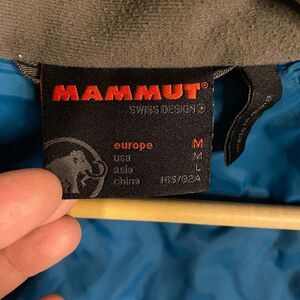 MAMMUT
SWISS DESIGN
europe M
usa M
asia L
china 165/92A